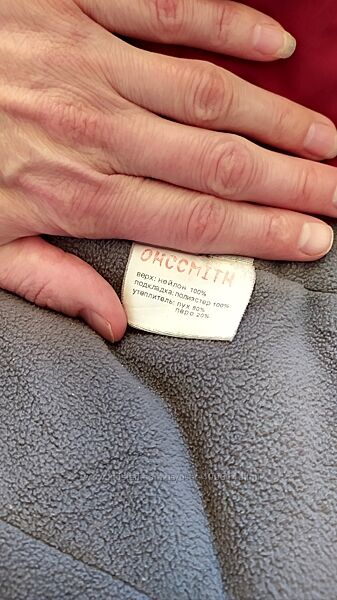 OHCCMITH
верх: нейлон 100%
подкладка: полиэстер 100%
утеплитель: пух 80%
перо 20%